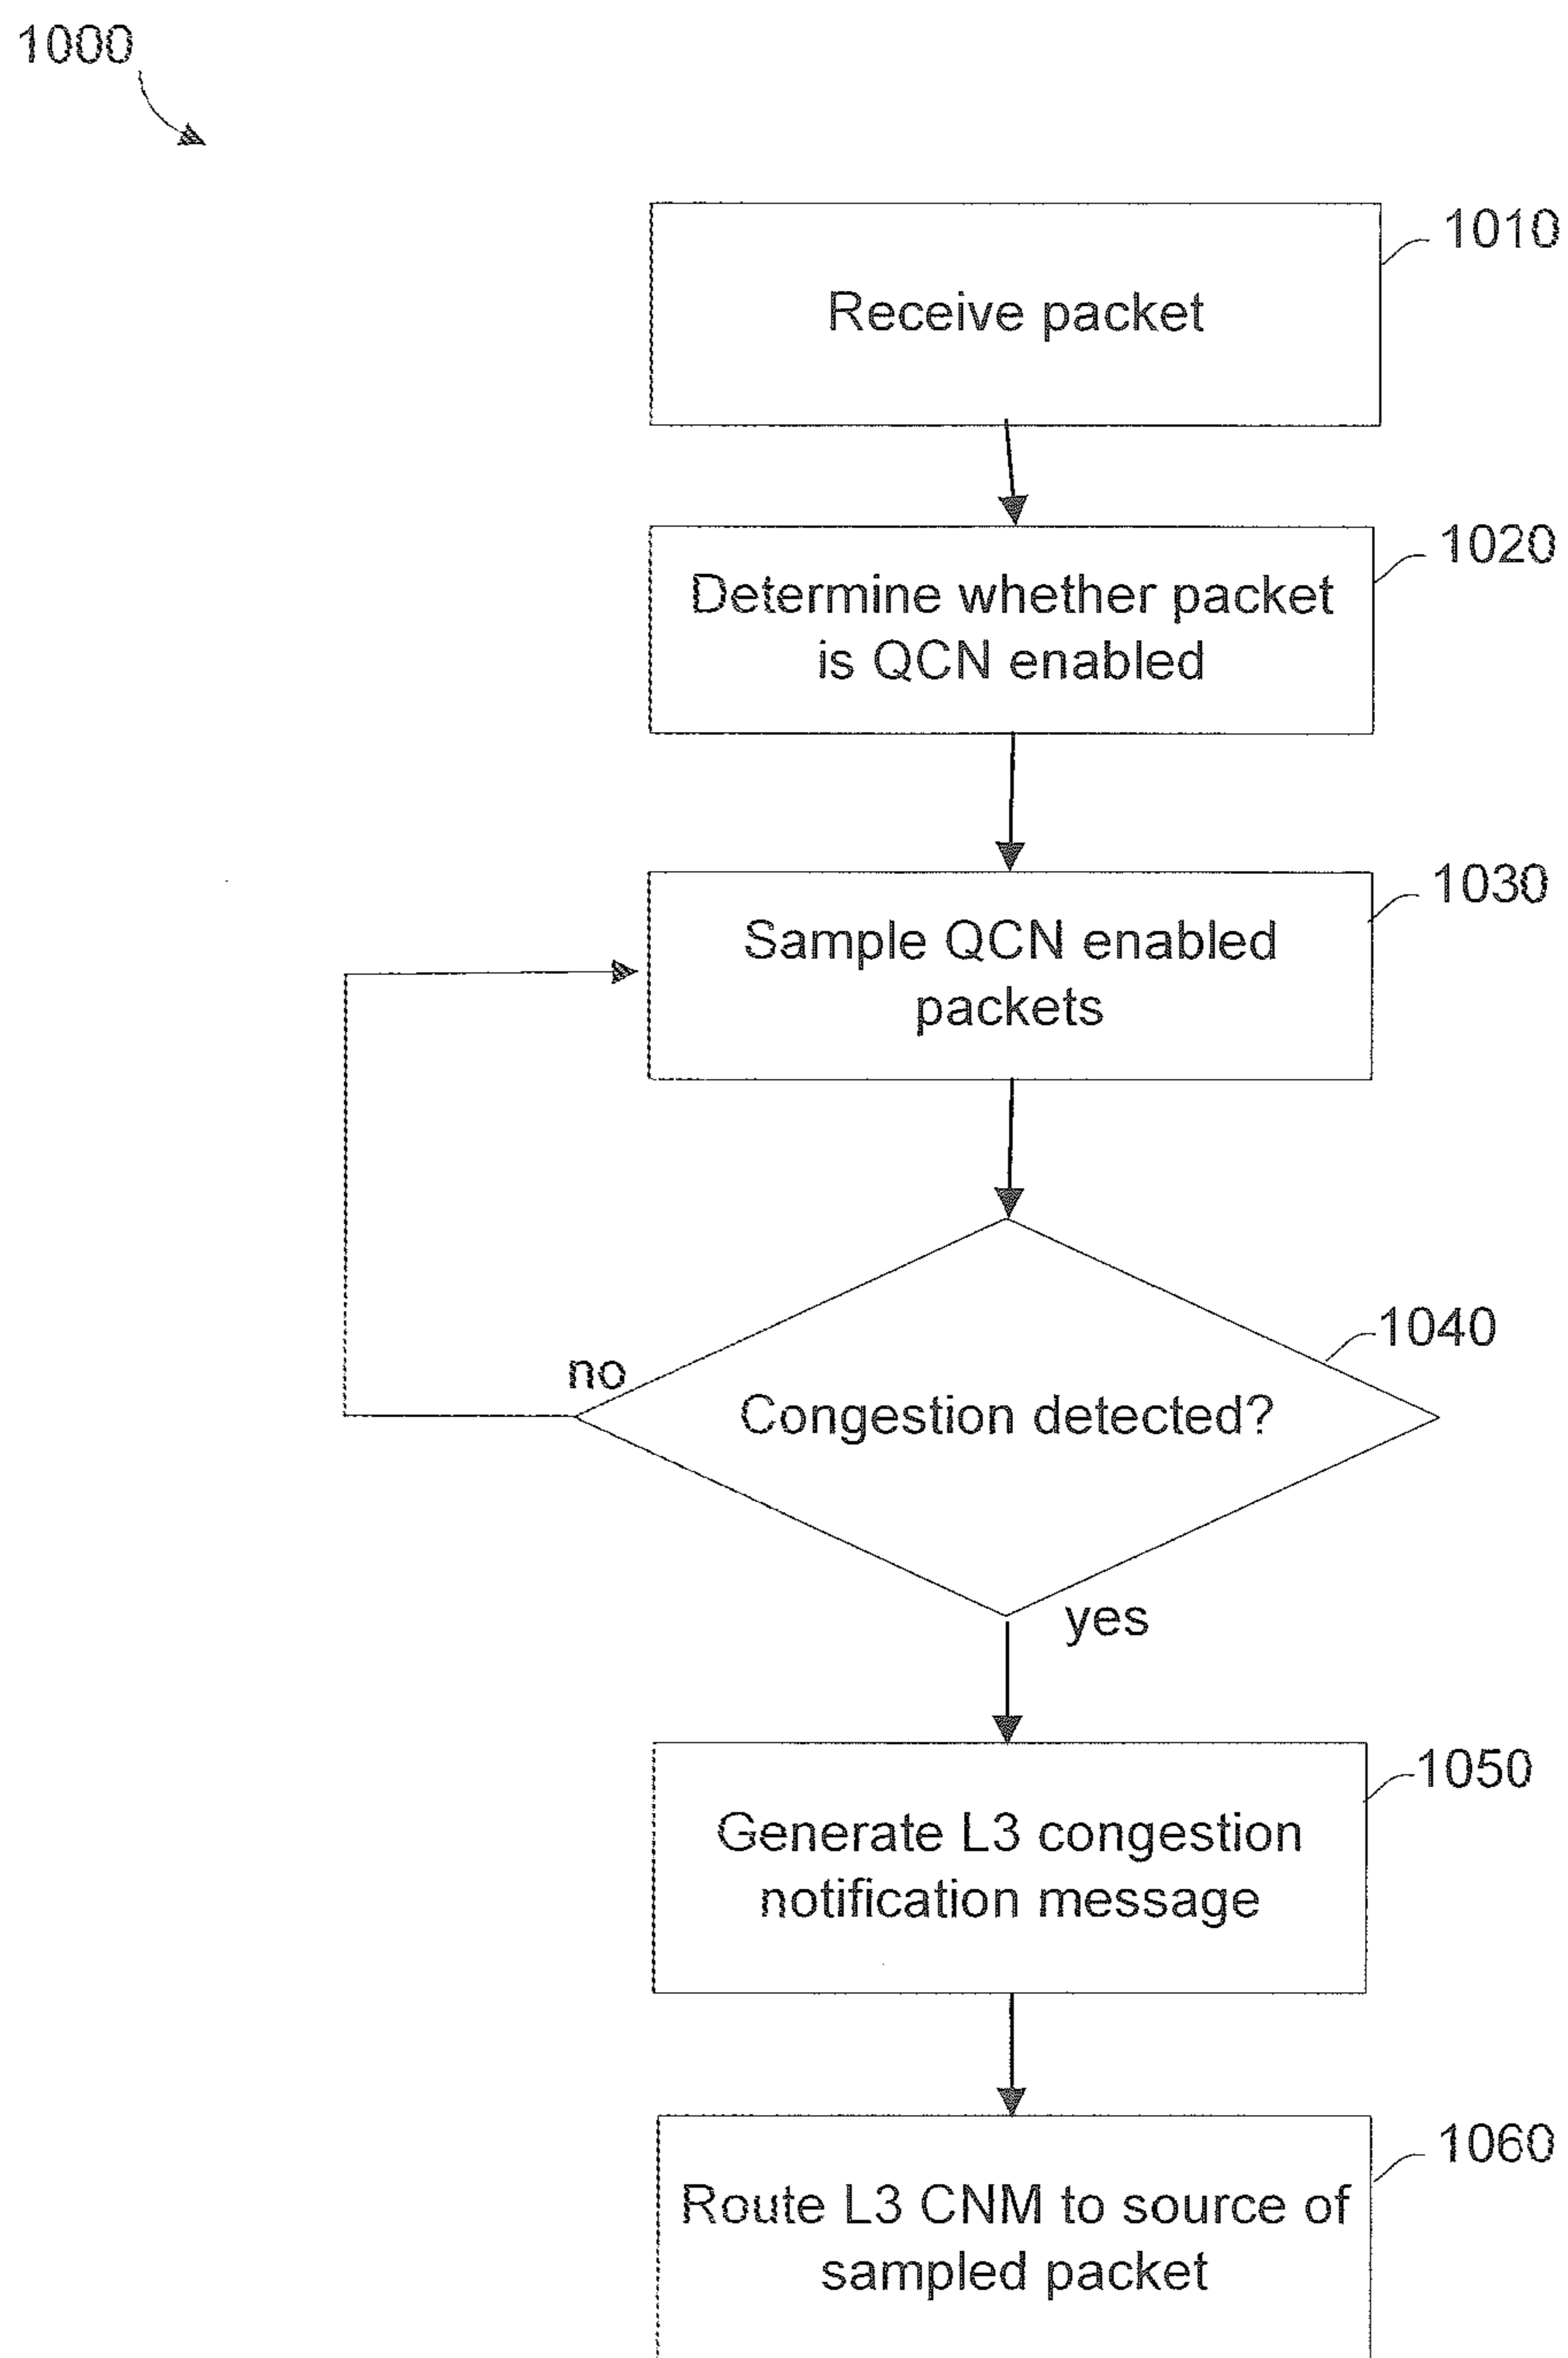 1000
1010
Receive packet
1020
Determine whether packet
is QCN enabled
1030
Sample QCN enabled
packets
1040
no
Congestion detected?
yes
1050
Generate L3 congestion
notification message
1060
Route L3 CNM to source of
sampled packet